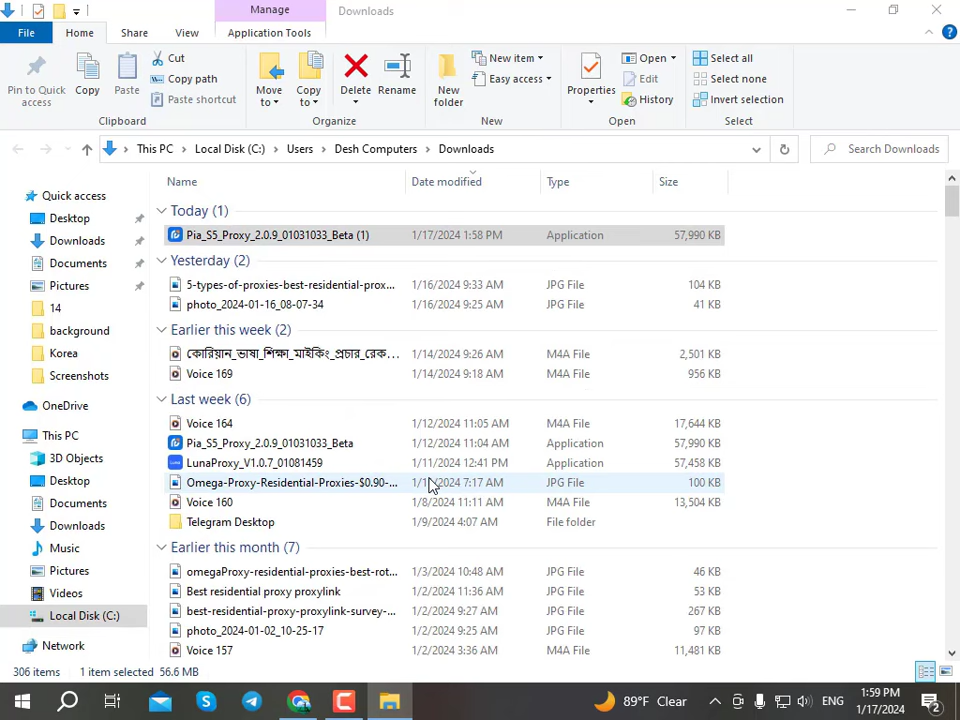 Manage
Downloads
File
Home
Share
View
Application Tools
Pin to Quick access
Copy
Paste
Cut
Copy path
Paste shortcut
Move to
Copy to
Delete
Rename
New folder
New item
Easy access
Properties
Open
Edit
History
Select all
Select none
Invert selection
Clipboard
Organize
New
Open
Select
This PC
Local Disk (C:)
Users
Desh Computers
Downloads
Search Downloads
Name
Date modified
Type
Size
Quick access
Desktop
Downloads
Documents
Pictures
14
background
Korea
Screenshots
OneDrive
This PC
3D Objects
Desktop
Documents
Downloads
Music
Pictures
Videos
Local Disk (C:)
Network
Today (1)
Pia_S5_Proxy_2.0.9_01031033_Beta (1) 1/17/2024 1:58 PM Application 57,990 KB
Yesterday (2)
5-types-of-proxies-best-residential-prox... 1/16/2024 9:33 AM JPG File 104 KB
photo_2024-01-16_08-07-34 1/16/2024 9:25 AM JPG File 41 KB
Earlier this week (2)
কোরিয়ান_ভাষা_শিক্ষা_মাইকিং_প্রচার_রেক... 1/14/2024 9:26 AM M4A File 2,501 KB
Voice 169 1/14/2024 9:18 AM M4A File 956 KB
Last week (6)
Voice 164 1/12/2024 11:05 AM M4A File 17,644 KB
Pia_S5_Proxy_2.0.9_01031033_Beta 1/12/2024 11:04 AM Application 57,990 KB
LunaProxy_V1.0.7_01081459 1/11/2024 12:41 PM Application 57,458 KB
Omega-Proxy-Residential-Proxies-$0.90-... 7:17 AM JPG File 100 KB
Voice 160 1/8/2024 11:11 AM M4A File 13,504 KB
Telegram Desktop 1/9/2024 4:07 AM File folder
Earlier this month (7)
omegaProxy-residential-proxies-best-rot... 1/3/2024 10:48 AM JPG File 46 KB
Best residential proxy proxylink 1/2/2024 11:36 AM JPG File 53 KB
best-residential-proxy-proxylink-survey-... 1/2/2024 9:27 AM JPG File 267 KB
photo_2024-01-02_10-25-17 1/2/2024 9:25 AM JPG File 97 KB
Voice 157 1/2/2024 3:36 AM M4A File 11,481 KB
306 items
1 item selected 56.6 MB
89°F Clear
ENG
1:59 PM
1/17/2024
2